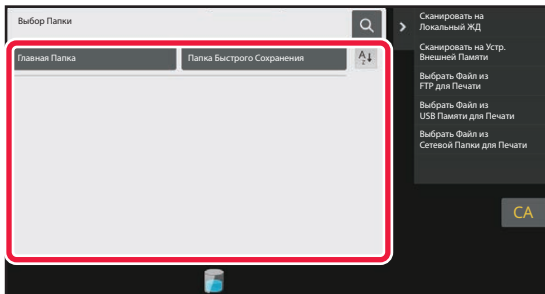 Выбор Папки
Главная Папка
Папка Быстрого Сохранения
A
Z
Сканировать на
Локальный ЖД
Сканировать на Устр.
Внешней Памяти
Выбрать Файл из
FTP для Печати
Выбрать Файл из
USB Памяти для Печати
Выбрать Файл из
Сетевой Папки для Печати
CA